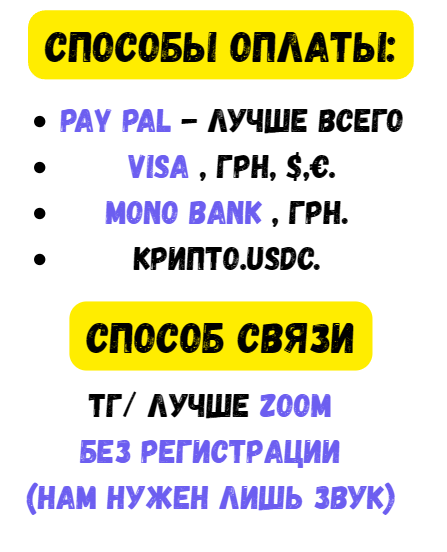 СПОСОБЫ ОПЛАТЫ:
• PAY PAL – ЛУЧШЕ ВСЕГО
• VISA , ГРН, $,€.
• MONO BANK , ГРН.
• КРИПТО.USDC.
СПОСОБ СВЯЗИ
ТГ/ ЛУЧШЕ ZOOM
БЕЗ РЕГИСТРАЦИИ
(НАМ НУЖЕН ЛИШЬ ЗВУК)